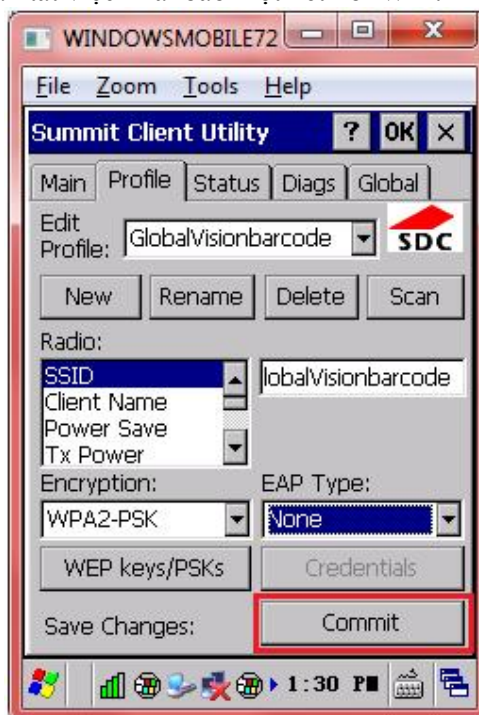 WINDOWSMOBILE72
File Zoom Tools Help
Summit Client Utility ? OK ×
Main Profile Status Diags Global
Edit Profile: GlobalVisionbarcode SDC
New Rename Delete Scan
Radio:
SSID lobalVisionbarcode
Client Name
Power Save
Tx Power
Encryption: EAP Type:
WPA2-PSK None
WEP keys/PSKs Credentials
Save Changes: Commit
1:30 PM